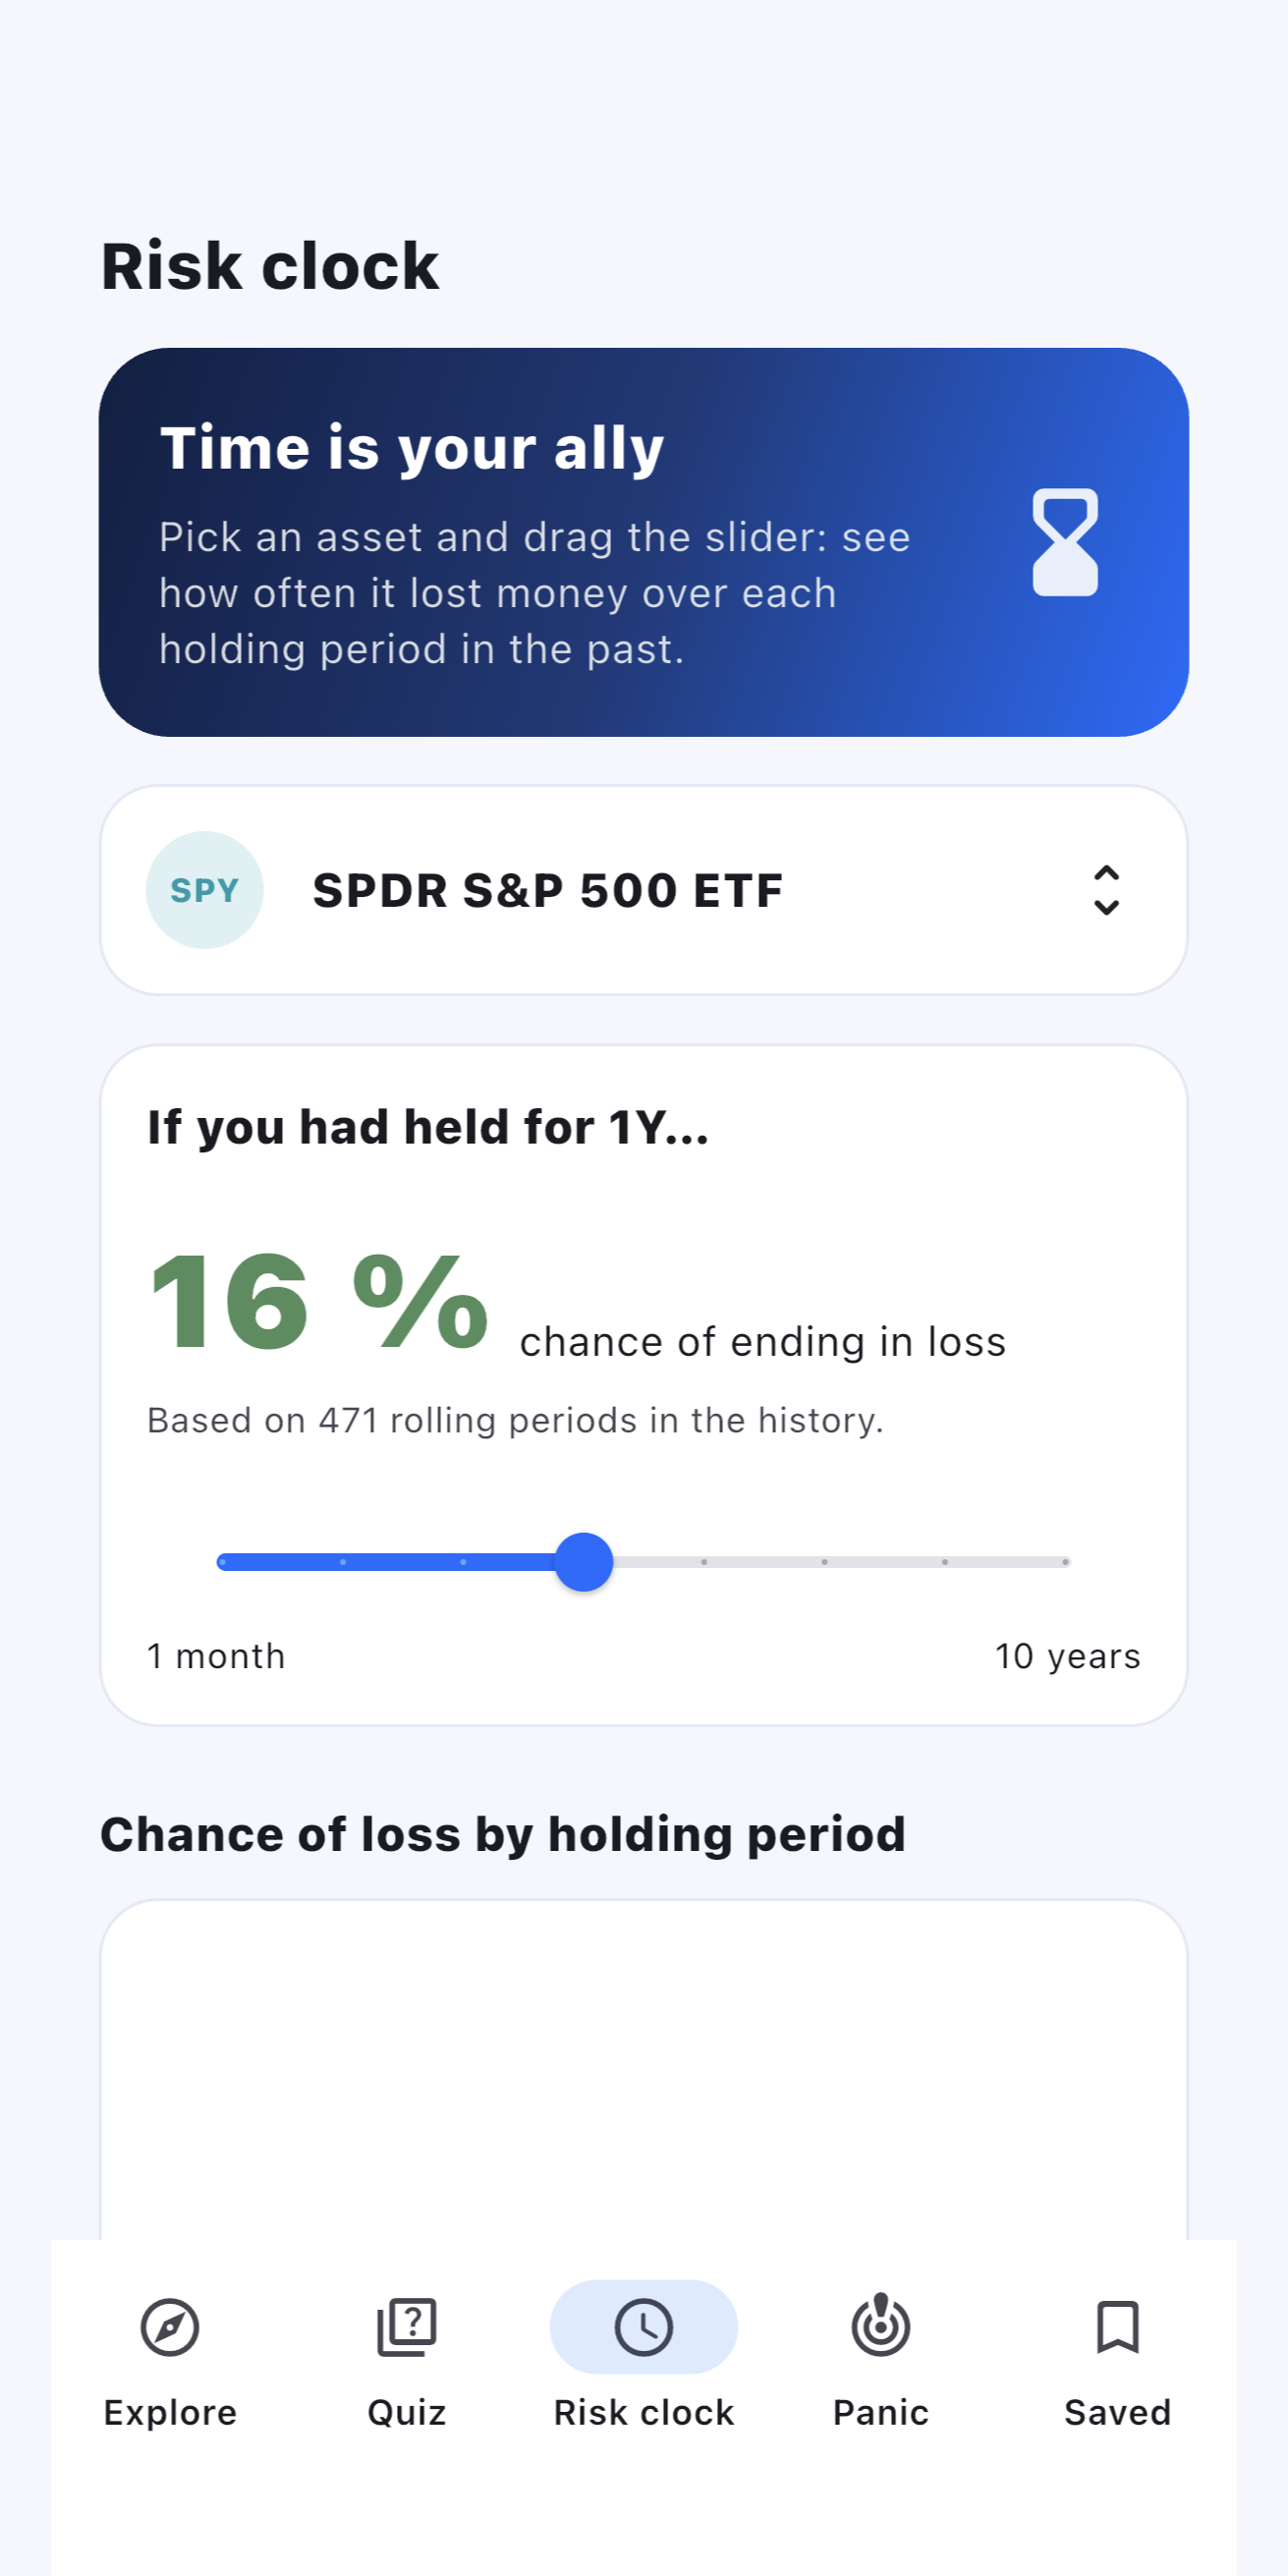 Risk clock
Time is your ally
Pick an asset and drag the slider: see
how often it lost money over each
holding period in the past.
SPY SPDR S&P 500 ETF
If you had held for 1Y...
16 % chance of ending in loss
Based on 471 rolling periods in the history.
1 month 10 years
Chance of loss by holding period
Explore Quiz Risk clock Panic Saved